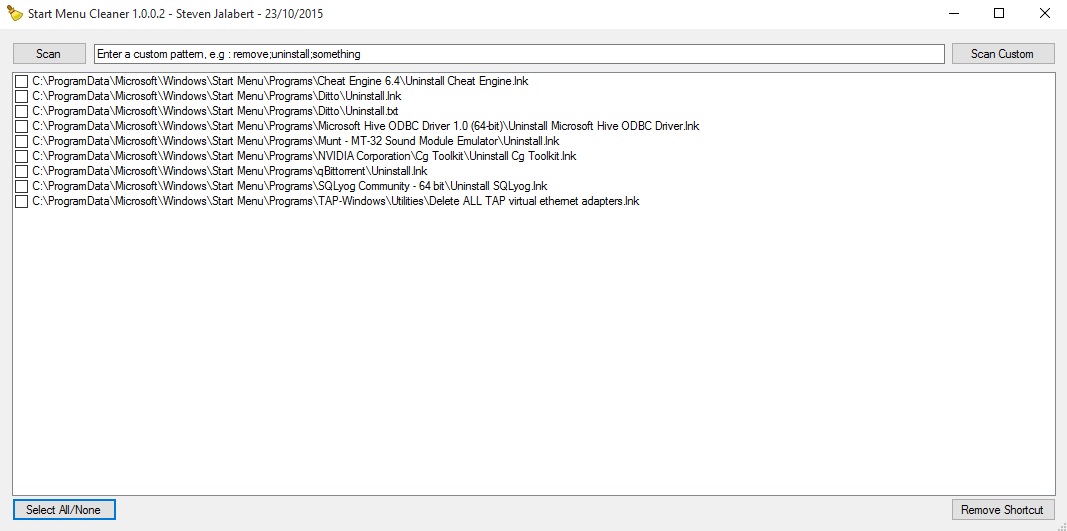 Start Menu Cleaner 1.0.0.2 - Steven Jalabert - 23/10/2015
Scan
Enter a custom pattern, e.g : remove;uninstall;something
Scan Custom
C:\ProgramData\Microsoft\Windows\Start Menu\Programs\Cheat Engine 6.4\Uninstall Cheat Engine.lnk
C:\ProgramData\Microsoft\Windows\Start Menu\Programs\Ditto\Uninstall.lnk
C:\ProgramData\Microsoft\Windows\Start Menu\Programs\Ditto\Uninstall.txt
C:\ProgramData\Microsoft\Windows\Start Menu\Programs\Microsoft Hive ODBC Driver 1.0 (64-bit)\Uninstall Microsoft Hive ODBC Driver.lnk
C:\ProgramData\Microsoft\Windows\Start Menu\Programs\Munt - MT-32 Sound Module Emulator\Uninstall.lnk
C:\ProgramData\Microsoft\Windows\Start Menu\Programs\NVIDIA Corporation\Cg Toolkit\Uninstall Cg Toolkit.lnk
C:\ProgramData\Microsoft\Windows\Start Menu\Programs\qBittorrent\Uninstall.lnk
C:\ProgramData\Microsoft\Windows\Start Menu\Programs\SQLyog Community - 64 bit\Uninstall SQLyog.lnk
C:\ProgramData\Microsoft\Windows\Start Menu\Programs\TAP-Windows\Utilities\Delete ALL TAP virtual ethernet adapters.lnk
Select All/None
Remove Shortcut